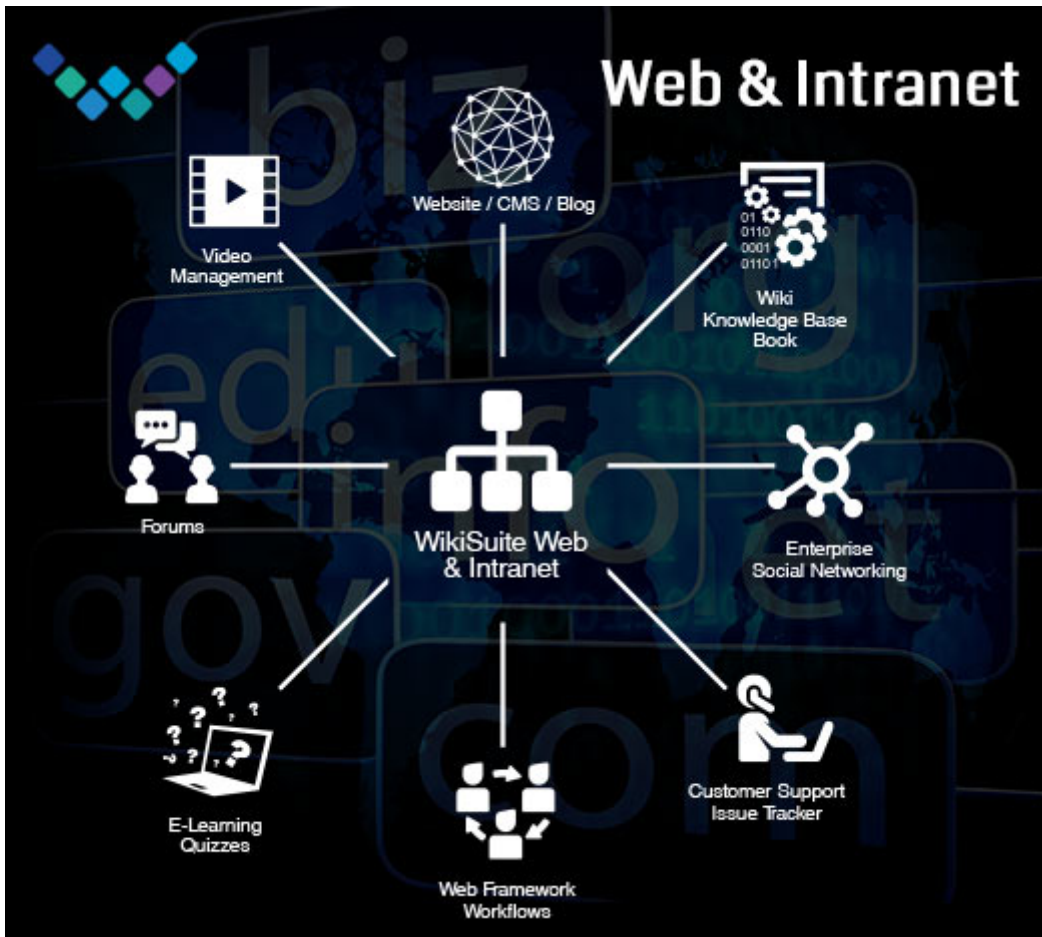 Web & Intranet
Website / CMS / Blog
Video
Management
01
0110
0001
01101
Wiki
Knowledge Base
Book
Forums
WikiSuite Web
& Intranet
Enterprise
Social Networking
E-Learning
Quizzes
Customer Support
Issue Tracker
Web Framework
Workflows
biz
org
edu
info
et
gov
com